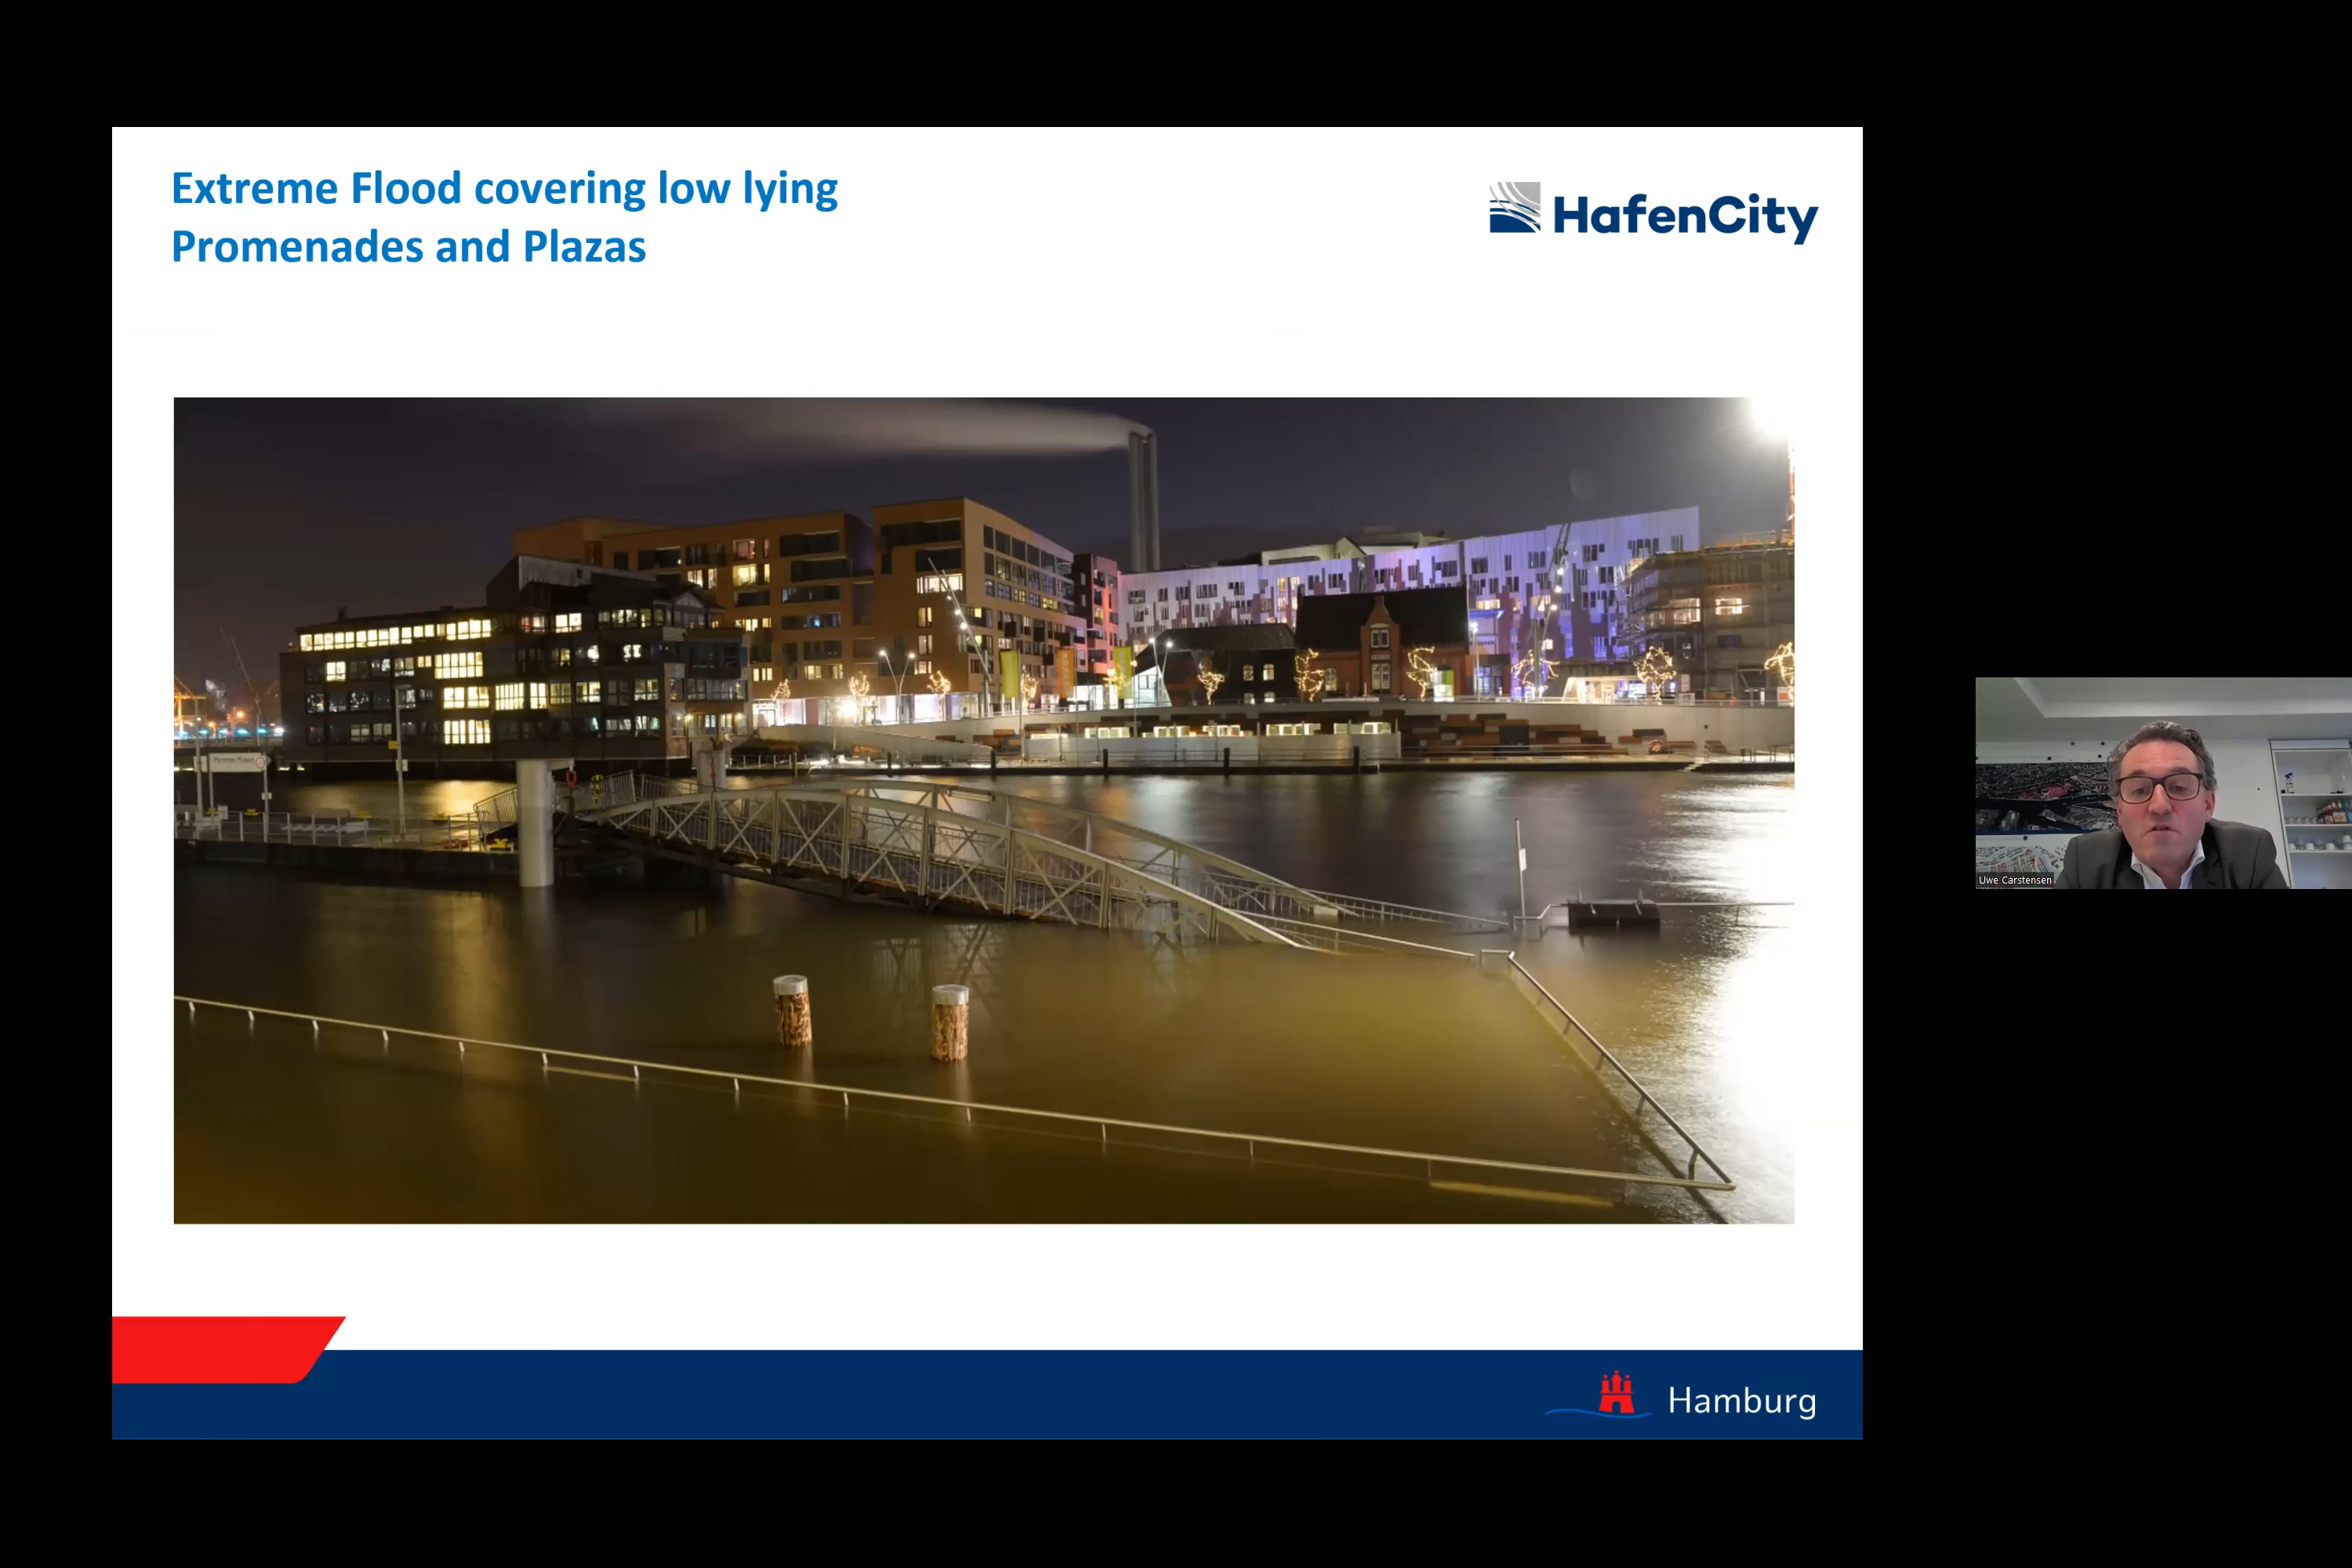 Extreme Flood covering low lying
Promenades and Plazas
HafenCity
Uwe Carstensen
Hamburg